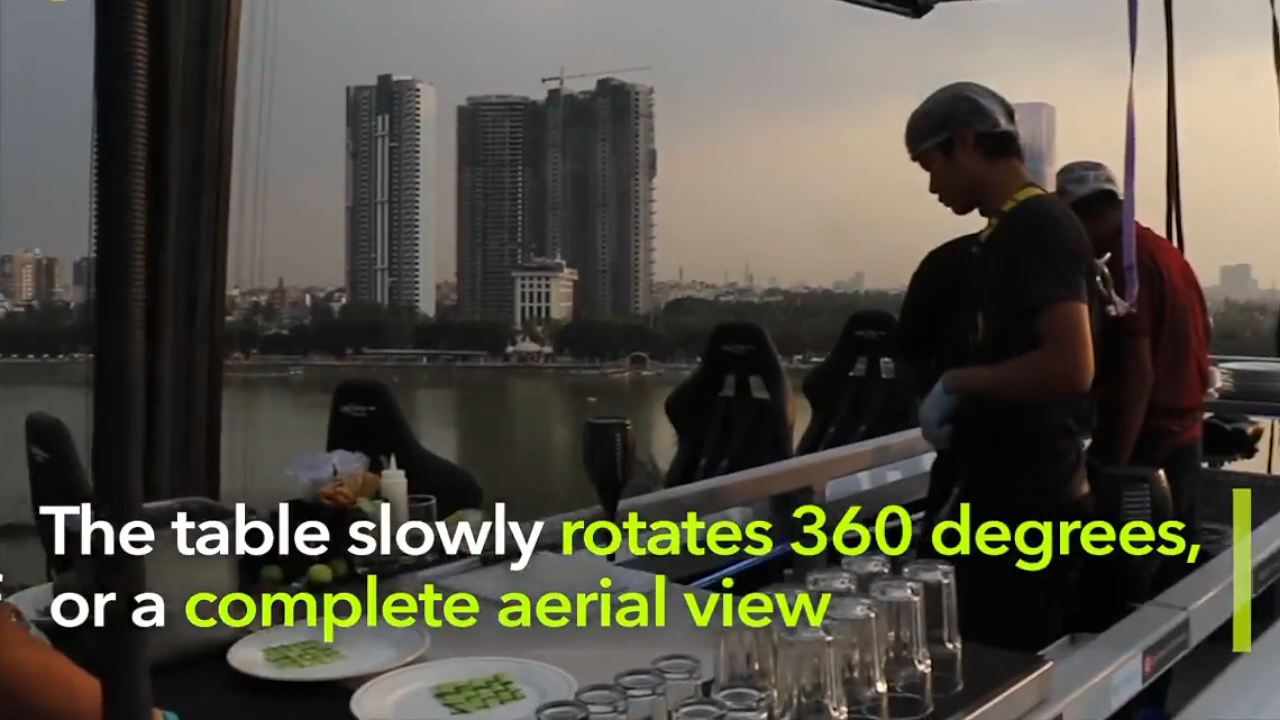 The table slowly rotates 360 degrees,
or a complete aerial view